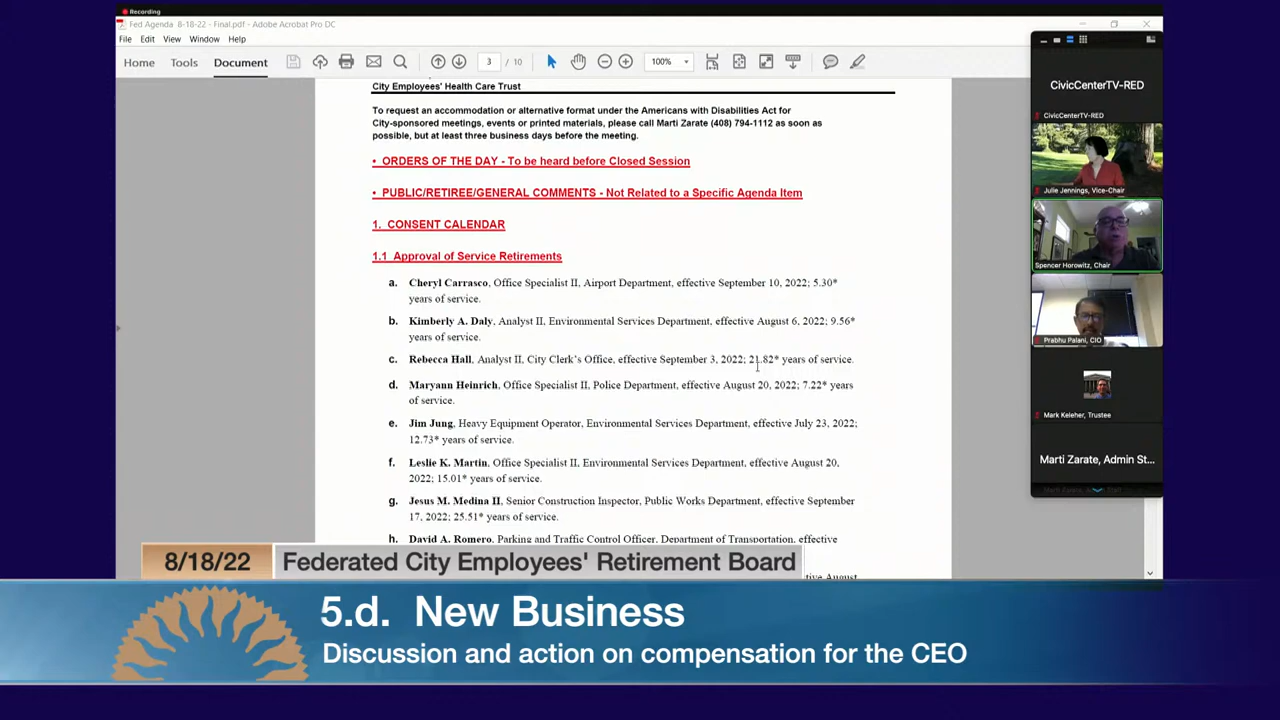 Recording
Fed Agenda 8-18-22 - Final.pdf - Adobe Acrobat Pro DC
File Edit View Window Help
Home Tools Document 3 / 10 100%
City Employees' Health Care Trust
To request an accommodation or alternative format under the Americans with Disabilities Act for
City-sponsored meetings, events or printed materials, please call Marti Zarate (408) 794-1112 as soon as
possible, but at least three business days before the meeting.
• ORDERS OF THE DAY - To be heard before Closed Session
• PUBLIC/RETIREE/GENERAL COMMENTS - Not Related to a Specific Agenda Item
1. CONSENT CALENDAR
1.1 Approval of Service Retirements
a. Cheryl Carrasco, Office Specialist II, Airport Department, effective September 10, 2022; 5.30*
years of service.
b. Kimberly A. Daly, Analyst II, Environmental Services Department, effective August 6, 2022; 9.56*
years of service.
c. Rebecca Hall, Analyst II, City Clerk's Office, effective September 3, 2022; 21.82* years of service.
d. Maryann Heinrich, Office Specialist II, Police Department, effective August 20, 2022; 7.22* years
of service.
e. Jim Jung, Heavy Equipment Operator, Environmental Services Department, effective July 23, 2022;
12.73* years of service.
f. Leslie K. Martin, Office Specialist II, Environmental Services Department, effective August 20,
2022; 15.01* years of service.
g. Jesus M. Medina II, Senior Construction Inspector, Public Works Department, effective September
17, 2022; 25.51* years of service.
h. David A. Romero, Parking and Traffic Control Officer, Department of Transportation, effective
tive August
CivicCenterTV-RED
CivicCenterTV-RED
Julie Jennings, Vice-Chair
Spencer Horowitz, Chair
Prabhu Palani, CIO
Mark Keleher, Trustee
Marti Zarate, Admin St...
8/18/22 Federated City Employees' Retirement Board
5.d. New Business
Discussion and action on compensation for the CEO